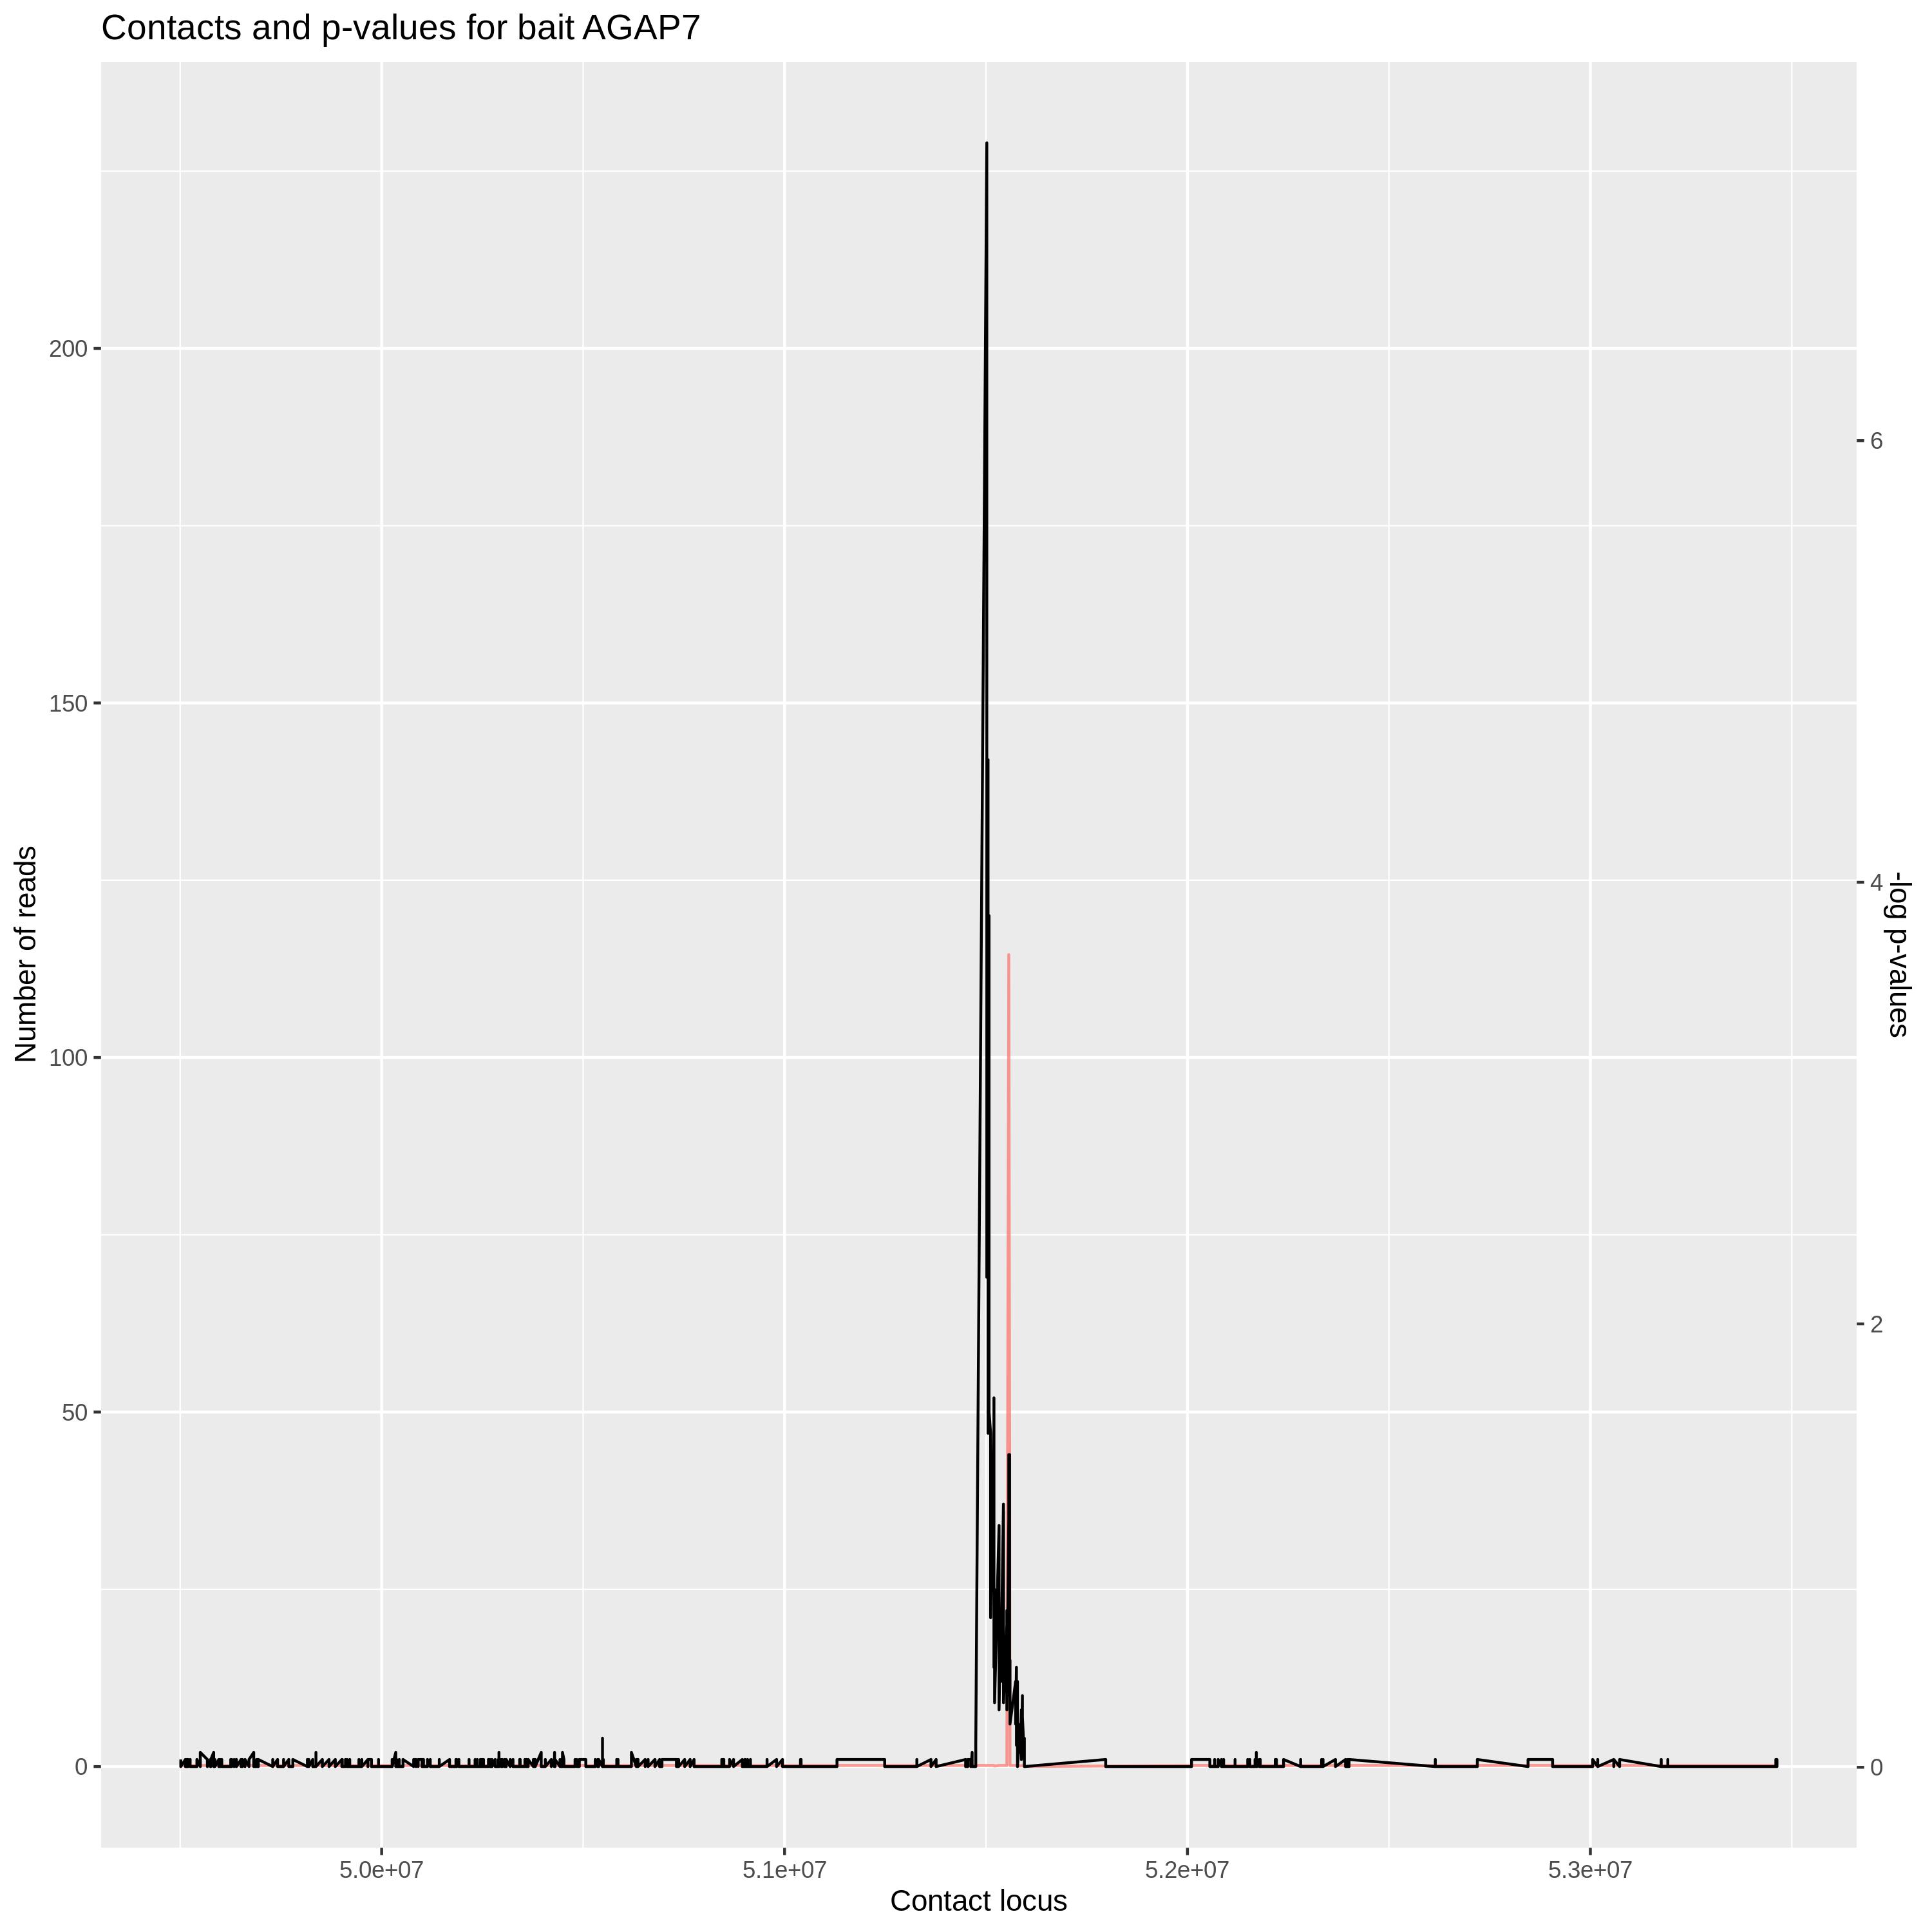 Contacts and p-values for bait AGAP7
Number of reads
200
150
100
50
0
6
4
2
0
-log p-values
5.0e+07
5.1e+07
5.2e+07
5.3e+07
Contact locus